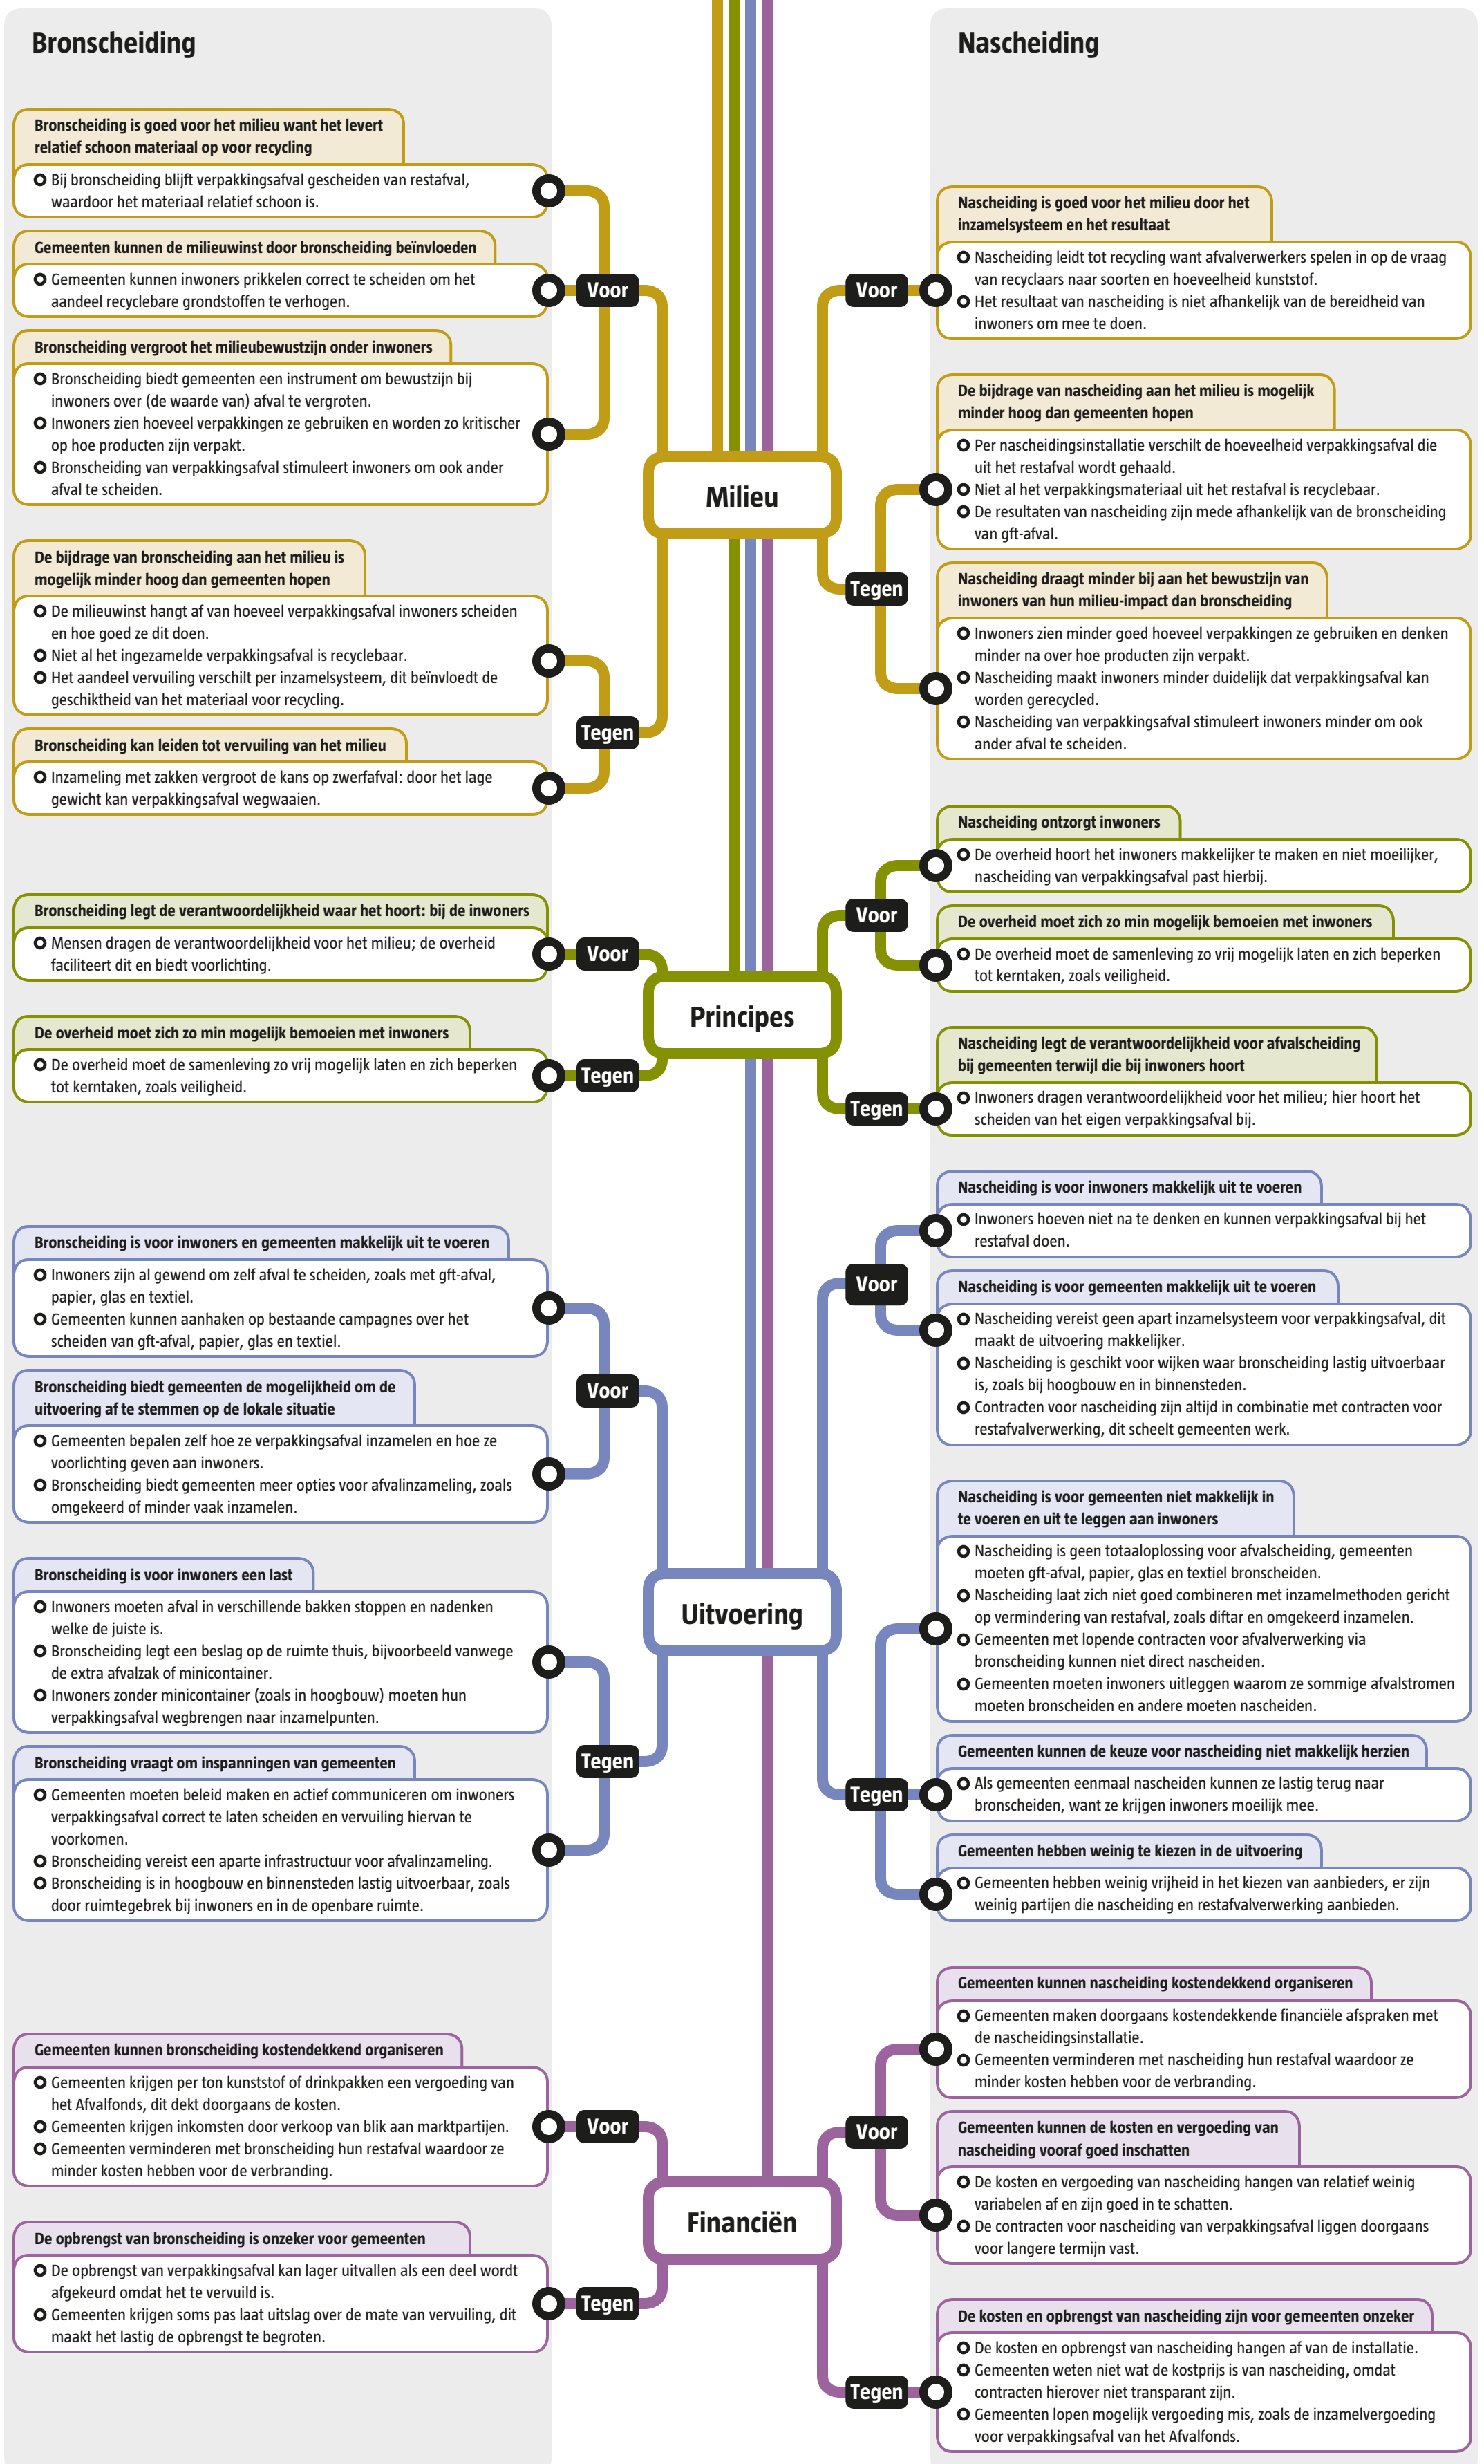 Bronscheiding
Bronscheiding is goed voor het milieu want het levert
relatief schoon materiaal op voor recycling
Bij bronscheiding blijft verpakkingsafval gescheiden van restafval,
waardoor het materiaal relatief schoon is.
Gemeenten kunnen de milieuwinst door bronscheiding beïnvloeden
Gemeenten kunnen inwoners prikkelen correct te scheiden om het
aandeel recyclebare grondstoffen te verhogen.
Voor
Bronscheiding vergroot het milieubewustzijn onder inwoners
Bronscheiding biedt gemeenten een instrument om bewustzijn bij
inwoners over (de waarde van) afval te vergroten.
Inwoners zien hoeveel verpakkingen ze gebruiken en worden zo kritischer
op hoe producten zijn verpakt.
Bronscheiding van verpakkingsafval stimuleert inwoners om ook ander
afval te scheiden.
De bijdrage van bronscheiding aan het milieu is
mogelijk minder hoog dan gemeenten hopen
De milieuwinst hangt af van hoeveel verpakkingsafval inwoners scheiden
en hoe goed ze dit doen.
Niet al het ingezamelde verpakkingsafval is recyclebaar.
Het aandeel vervuiling verschilt per inzamelsysteem, dit beïnvloedt de
geschiktheid van het materiaal voor recycling.
Tegen
Bronscheiding kan leiden tot vervuiling van het milieu
Inzameling met zakken vergroot de kans op zwerfafval: door het lage
gewicht kan verpakkingsafval wegwaaien.
Milieu
Nascheiding
Nascheiding is goed voor het milieu door het
inzamelsysteem en het resultaat
Nascheiding leidt tot recycling want afvalverwerkers spelen in op de vraag
van recyclaars naar soorten en hoeveelheid kunststof.
Het resultaat van nascheiding is niet afhankelijk van de bereidheid van
inwoners om mee te doen.
Voor
De bijdrage van nascheiding aan het milieu is mogelijk
minder hoog dan gemeenten hopen
Per nascheidingsinstallatie verschilt de hoeveelheid verpakkingsafval die
uit het restafval wordt gehaald.
Niet al het verpakkingsmateriaal uit het restafval is recyclebaar.
De resultaten van nascheiding zijn mede afhankelijk van de bronscheiding
van gft-afval.
Tegen
Nascheiding draagt minder bij aan het bewustzijn van
inwoners van hun milieu-impact dan bronscheiding
Inwoners zien minder goed hoeveel verpakkingen ze gebruiken en denken
minder na over hoe producten zijn verpakt.
Nascheiding maakt inwoners minder duidelijk dat verpakkingsafval kan
worden gerecycled.
Nascheiding van verpakkingsafval stimuleert inwoners minder om ook
ander afval te scheiden.
Bronscheiding legt de verantwoordelijkheid waar het hoort: bij de inwoners
Mensen dragen de verantwoordelijkheid voor het milieu; de overheid
faciliteert dit en biedt voorlichting.
Voor
De overheid moet zich zo min mogelijk bemoeien met inwoners
De overheid moet de samenleving zo vrij mogelijk laten en zich beperken
tot kerntaken, zoals veiligheid.
Tegen
Principes
Nascheiding ontzorgt inwoners
De overheid hoort het inwoners makkelijker te maken en niet moeilijker,
nascheiding van verpakkingsafval past hierbij.
Voor
De overheid moet zich zo min mogelijk bemoeien met inwoners
De overheid moet de samenleving zo vrij mogelijk laten en zich beperken
tot kerntaken, zoals veiligheid.
Nascheiding legt de verantwoordelijkheid voor afvalscheiding
bij gemeenten terwijl die bij inwoners hoort
Inwoners dragen verantwoordelijkheid voor het milieu; hier hoort het
scheiden van het eigen verpakkingsafval bij.
Tegen
Bronscheiding is voor inwoners en gemeenten makkelijk uit te voeren
Inwoners zijn al gewend om zelf afval te scheiden, zoals met gft-afval,
papier, glas en textiel.
Gemeenten kunnen aanhaken op bestaande campagnes over het
scheiden van gft-afval, papier, glas en textiel.
Voor
Bronscheiding biedt gemeenten de mogelijkheid om de
uitvoering af te stemmen op de lokale situatie
Gemeenten bepalen zelf hoe ze verpakkingsafval inzamelen en hoe ze
voorlichting geven aan inwoners.
Bronscheiding biedt gemeenten meer opties voor afvalinzameling, zoals
omgekeerd of minder vaak inzamelen.
Bronscheiding is voor inwoners een last
Inwoners moeten afval in verschillende bakken stoppen en nadenken
welke de juiste is.
Bronscheiding legt een beslag op de ruimte thuis, bijvoorbeeld vanwege
de extra afvalzak of minicontainer.
Inwoners zonder minicontainer (zoals in hoogbouw) moeten hun
verpakkingsafval wegbrengen naar inzamelpunten.
Tegen
Bronscheiding vraagt om inspanningen van gemeenten
Gemeenten moeten beleid maken en actief communiceren om inwoners
verpakkingsafval correct te laten scheiden en vervuiling hiervan te
voorkomen.
Bronscheiding vereist een aparte infrastructuur voor afvalinzameling.
Bronscheiding is in hoogbouw en binnensteden lastig uitvoerbaar, zoals
door ruimtegebrek bij inwoners en in de openbare ruimte.
Uitvoering
Nascheiding is voor inwoners makkelijk uit te voeren
Inwoners hoeven niet na te denken en kunnen verpakkingsafval bij het
restafval doen.
Voor
Nascheiding is voor gemeenten makkelijk uit te voeren
Nascheiding vereist geen apart inzamelsysteem voor verpakkingsafval, dit
maakt de uitvoering makkelijker.
Nascheiding is geschikt voor wijken waar bronscheiding lastig uitvoerbaar
is, zoals bij hoogbouw en in binnensteden.
Contracten voor nascheiding zijn altijd in combinatie met contracten voor
restafvalverwerking, dit scheelt gemeenten werk.
Nascheiding is voor gemeenten niet makkelijk in
te voeren en uit te leggen aan inwoners
Nascheiding is geen totaaloplossing voor afvalscheiding, gemeenten
moeten gft-afval, papier, glas en textiel bronscheiden.
Nascheiding laat zich niet goed combineren met inzamelmethoden gericht
op vermindering van restafval, zoals diftar en omgekeerd inzamelen.
Gemeenten met lopende contracten voor afvalverwerking via
bronscheiding kunnen niet direct nascheiden.
Gemeenten moeten inwoners uitleggen waarom ze sommige afvalstromen
moeten bronscheiden en andere moeten nascheiden.
Gemeenten kunnen de keuze voor nascheiding niet makkelijk herzien
Als gemeenten eenmaal nascheiden kunnen ze lastig terug naar
bronscheiden, want ze krijgen inwoners moeilijk mee.
Tegen
Gemeenten hebben weinig te kiezen in de uitvoering
Gemeenten hebben weinig vrijheid in het kiezen van aanbieders, er zijn
weinig partijen die nascheiding en restafvalverwerking aanbieden.
Gemeenten kunnen bronscheiding kostendekkend organiseren
Gemeenten krijgen per ton kunststof of drinkpakken een vergoeding van
het Afvalfonds, dit dekt doorgaans de kosten.
Gemeenten krijgen inkomsten door verkoop van blik aan marktpartijen.
Gemeenten verminderen met bronscheiding hun restafval waardoor ze
minder kosten hebben voor de verbranding.
Voor
De opbrengst van bronscheiding is onzeker voor gemeenten
De opbrengst van verpakkingsafval kan lager uitvallen als een deel wordt
afgekeurd omdat het te vervuild is.
Gemeenten krijgen soms pas laat uitslag over de mate van vervuiling, dit
maakt het lastig de opbrengst te begroten.
Tegen
Financiën
Gemeenten kunnen nascheiding kostendekkend organiseren
Gemeenten maken doorgaans kostendekkende financiële afspraken met
de nascheidingsinstallatie.
Gemeenten verminderen met nascheiding hun restafval waardoor ze
minder kosten hebben voor de verbranding.
Voor
Gemeenten kunnen de kosten en vergoeding van
nascheiding vooraf goed inschatten
De kosten en vergoeding van nascheiding hangen van relatief weinig
variabelen af en zijn goed in te schatten.
De contracten voor nascheiding van verpakkingsafval liggen doorgaans
voor langere termijn vast.
De kosten en opbrengst van nascheiding zijn voor gemeenten onzeker
De kosten en opbrengst van nascheiding hangen af van de installatie.
Gemeenten weten niet wat de kostprijs is van nascheiding, omdat
contracten hierover niet transparant zijn.
Gemeenten lopen mogelijk vergoeding mis, zoals de inzamelvergoeding
voor verpakkingsafval van het Afvalfonds.
Tegen